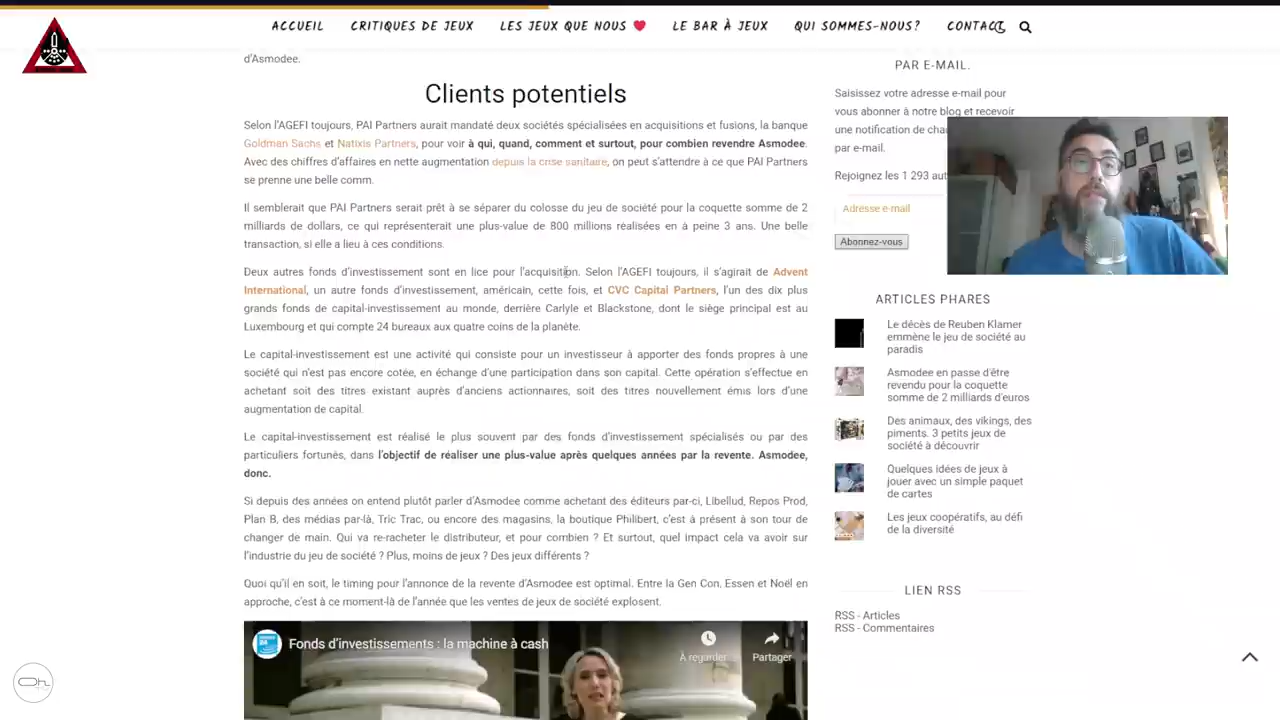 ACCUEIL CRITIQUES DE JEUX LES JEUX QUE NOUS LE BAR À JEUX QUI SOMMES-NOUS? CONTACT
d'Asmodee.
Clients potentiels
Selon l'AGEFI toujours, PAI Partners aurait mandaté deux sociétés spécialisées en acquisitions et fusions, la banque
Goldman Sachs et Natixis Partners, pour voir à qui, quand, comment et surtout, pour combien revendre Asmodee.
Avec des chiffres d'affaires en nette augmentation depuis la crise sanitaire, on peut s'attendre à ce que PAI Partners
se prenne une belle comm.
Il semblerait que PAI Partners serait prêt à se séparer du colosse du jeu de société pour la coquette somme de 2
milliards de dollars, ce qui représenterait une plus-value de 800 millions réalisées en à peine 3 ans. Une belle
transaction, si elle a lieu à ces conditions.
Deux autres fonds d'investissement sont en lice pour l'acquisition. Selon l'AGEFI toujours, il s'agirait de Advent
International, un autre fonds d'investissement, américain, cette fois, et CVC Capital Partners, l'un des dix plus
grands fonds de capital-investissement au monde, derrière Carlyle et Blackstone, dont le siège principal est au
Luxembourg et qui compte 24 bureaux aux quatre coins de la planète.
Le capital-investissement est une activité qui consiste pour un investisseur à apporter des fonds propres à une
société qui n'est pas encore cotée, en échange d'une participation dans son capital. Cette opération s'effectue en
achetant soit des titres existant auprès d'anciens actionnaires, soit des titres nouvellement émis lors d'une
augmentation de capital.
Le capital-investissement est réalisé le plus souvent par des fonds d'investissement spécialisés ou par des
particuliers fortunés, dans l'objectif de réaliser une plus-value après quelques années par la revente. Asmodee,
donc.
Si depuis des années on entend plutôt parler d'Asmodee comme achetant des éditeurs par-ci, Libellud, Repos Prod,
Plan B, des médias par-là, Tric Trac, ou encore des magasins, la boutique Philibert, c'est à présent à son tour de
changer de main. Qui va re-racheter le distributeur, et pour combien ? Et surtout, quel impact cela va avoir sur
l'industrie du jeu de société ? Plus, moins de jeux ? Des jeux différents ?
Quoi qu'il en soit, le timing pour l'annonce de la revente d'Asmodee est optimal. Entre la Gen Con, Essen et Noël en
approche, c'est à ce moment-là de l'année que les ventes de jeux de société explosent.
Fonds d'investissements : la machine à cash
À regarder Partager
PAR E-MAIL.
Saisissez votre adresse e-mail pour
vous abonner à notre blog et recevoir
une notification de
par e-mail.
Rejoignez les 1 293
Adresse e-mail
Abonnez-vous
ARTICLES PHARES
Le décès de Reuben Klamer
emmène le jeu de société au
paradis
Asmodee en passe d'être
revendu pour la coquette
somme de 2 milliards d'euros
Des animaux, des vikings, des
piments. 3 petits jeux de
société à découvrir
Quelques idées de jeux à
jouer avec un simple paquet
de cartes
Les jeux coopératifs, au défi
de la diversité
LIEN RSS
RSS - Articles
RSS - Commentaires